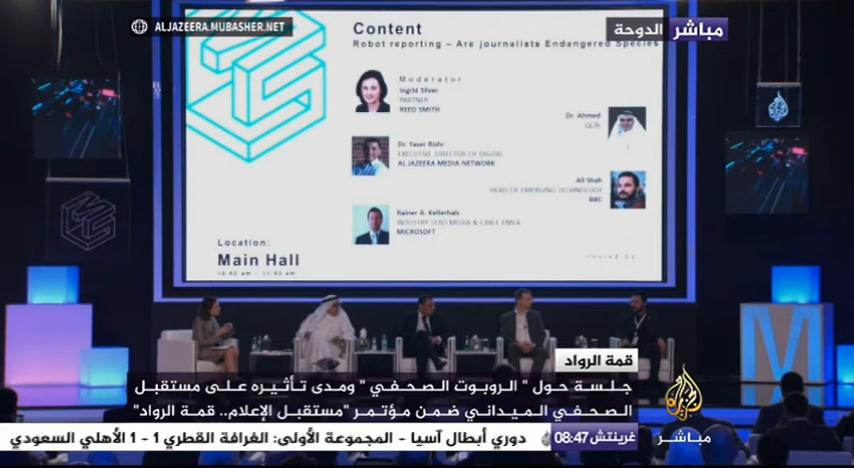 ALJAZEERA.MUBASHER.NET
مباشر الدوحة
Content
Robot reporting – Are journalists Endangered Species
Moderator
Ingrid Silver
PARTNER
REED SMITH
Dr. Ahmed
QCRI
Dr. Yaser Bishr
EXECUTIVE DIRECTOR OF DIGITAL
AL JAZEERA MEDIA NETWORK
Ali Shah
HEAD OF EMERGING TECHNOLOGY
BBC
Rainer A. Kellerhals
INDUSTRY LEAD MEDIA & CABLE EMEA
MICROSOFT
Location:
Main Hall
M
قمة الرواد
جلسة حول " الروبوت الصحفي " ومدى تأثيره على مستقبل
الصحفي الميداني ضمن مؤتمر "مستقبل الإعلام.. قمة الرواد"
الجزيرة
مباشر
غرينتش 08:47
دوري أبطال آسيا - المجموعة الأولى: الغرافة القطري 1 - 1 الأهلي السعودي